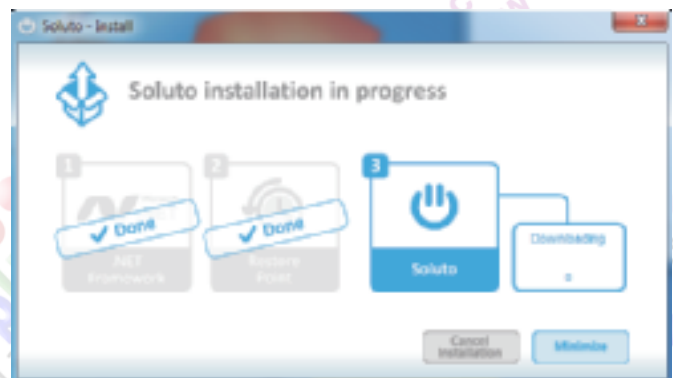 Soluto - Install
Soluto installation in progress
1
2
3
Done
Done
.NET
Framework
Restore
Point
Soluto
Downloading
Cancel
Installation
Minimize